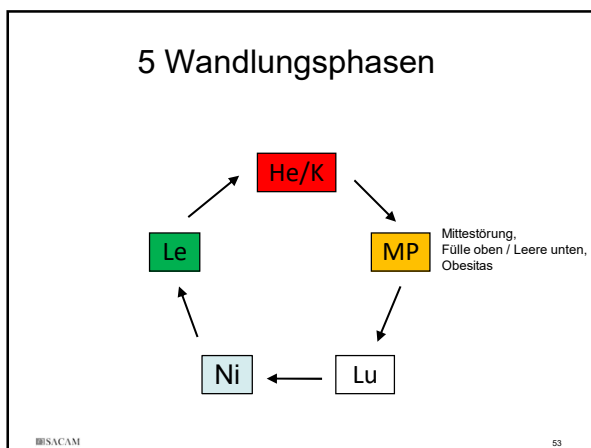 5 Wandlungsphasen
He/K
Le
MP
Mittestörung,
Fülle oben / Leere unten,
Obesitas
Ni
Lu
SACAM
53